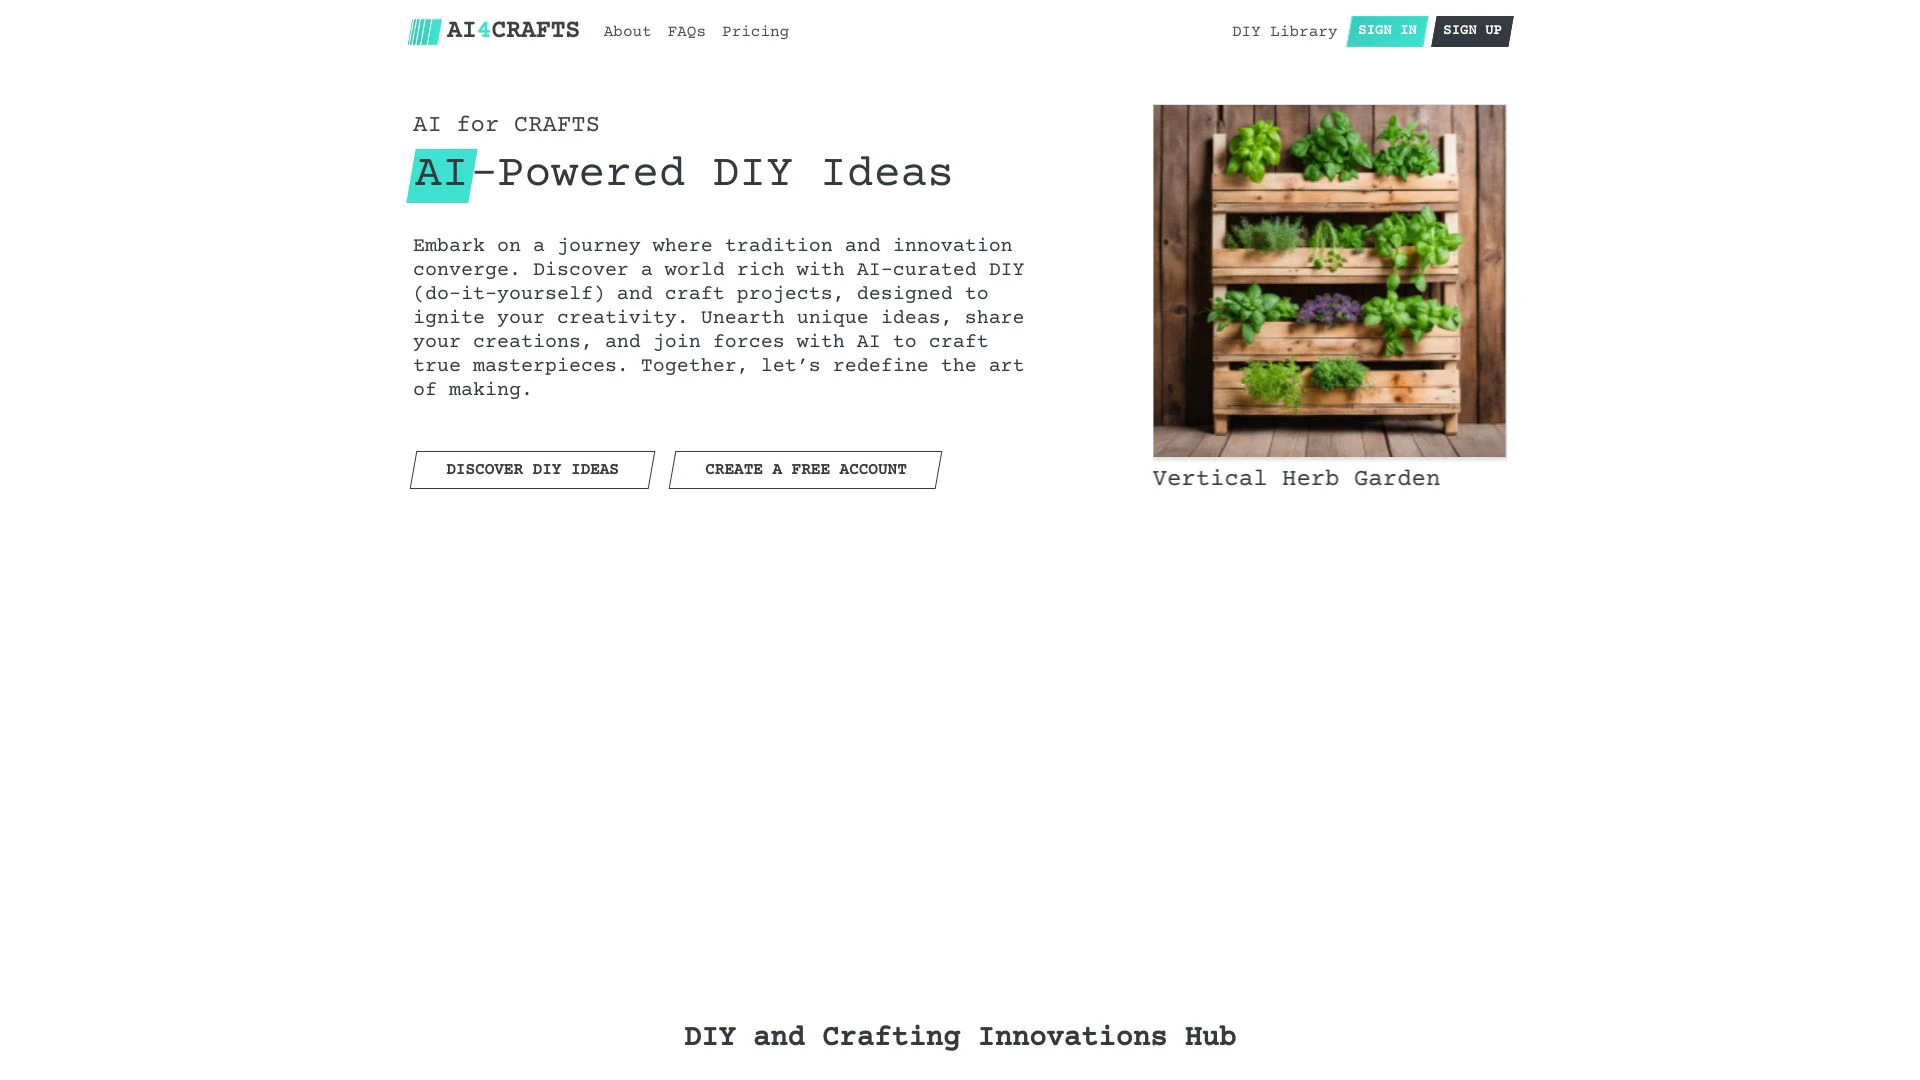 AI4CRAFTS About FAQs Pricing DIY Library SIGN IN SIGN UP
AI for CRAFTS
AI-Powered DIY Ideas
Embark on a journey where tradition and innovation
converge. Discover a world rich with AI-curated DIY
(do-it-yourself) and craft projects, designed to
ignite your creativity. Unearth unique ideas, share
your creations, and join forces with AI to craft
true masterpieces. Together, let’s redefine the art
of making.
DISCOVER DIY IDEAS CREATE A FREE ACCOUNT
Vertical Herb Garden
DIY and Crafting Innovations Hub